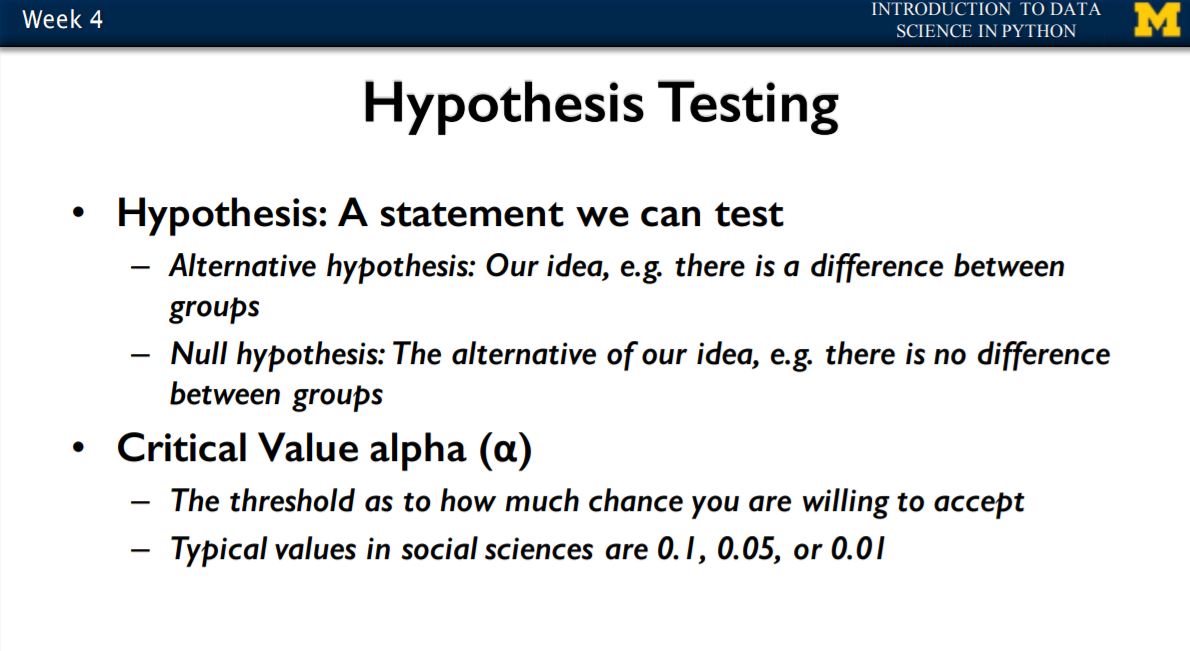 Week 4
INTRODUCTION TO DATA
SCIENCE IN PYTHON
M
Hypothesis Testing
• Hypothesis: A statement we can test
– Alternative hypothesis: Our idea, e.g. there is a difference between
groups
– Null hypothesis: The alternative of our idea, e.g. there is no difference
between groups
• Critical Value alpha (α)
– The threshold as to how much chance you are willing to accept
– Typical values in social sciences are 0.1, 0.05, or 0.01